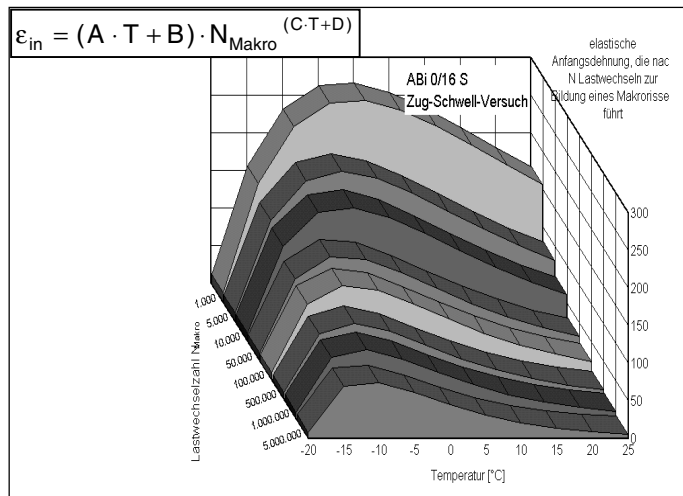 ε_in = (A · T + B) · N_Makro^(C·T+D)
elastische
Anfangsdehnung, die nac
N Lastwechseln zur
Bildung eines Makrorisse
führt
ABi 0/16 S
Zug-Schwell-Versuch
300
250
200
150
100
50
0
1.000
5.000
10.000
50.000
100.000
500.000
1.000.000
5.000.000
Lastwechselzahl N Makro
-20 -15 -10 -5 0 5 10 15 20 25
Temperatur [°C]